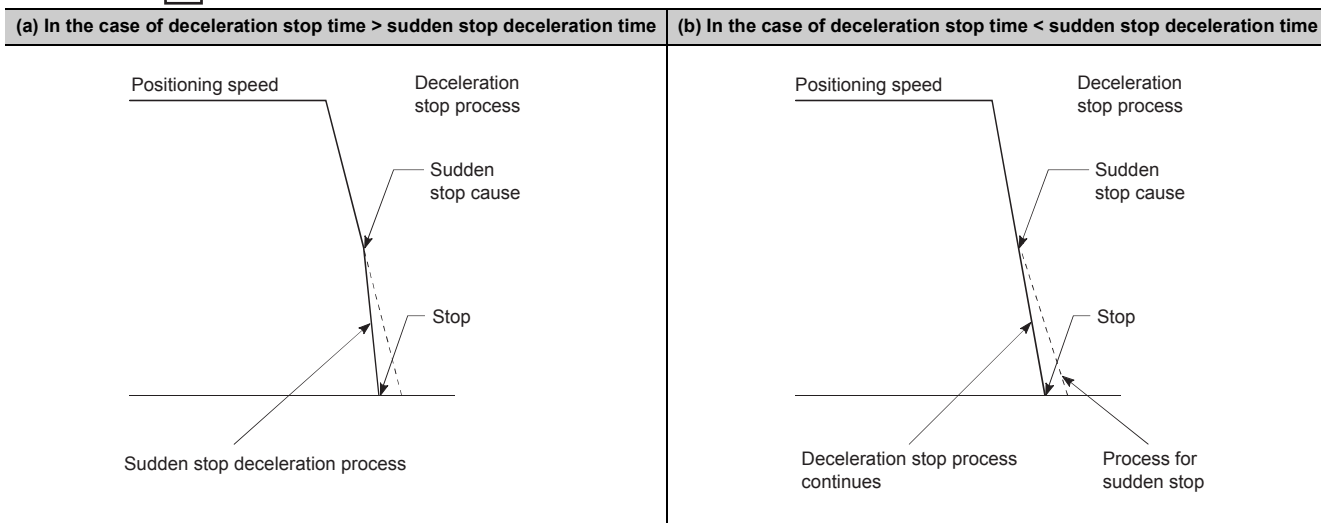 (a) In the case of deceleration stop time > sudden stop deceleration time
(b) In the case of deceleration stop time < sudden stop deceleration time
Positioning speed
Deceleration
stop process
Sudden
stop cause
Stop
Sudden stop deceleration process
Positioning speed
Deceleration
stop process
Sudden
stop cause
Stop
Deceleration stop process
continues
Process for
sudden stop